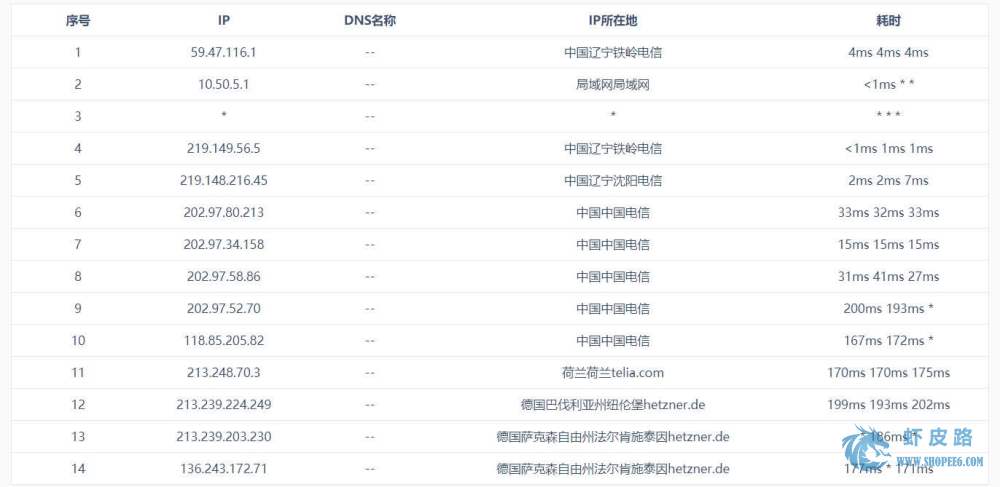 序号 IP DNS名称 IP所在地 耗时
1 59.47.116.1 -- 中国辽宁铁岭电信 4ms 4ms 4ms
2 10.50.5.1 -- 局域网局域网 <1ms * *
3 * -- * * * *
4 219.149.56.5 -- 中国辽宁铁岭电信 <1ms 1ms 1ms
5 219.148.216.45 -- 中国辽宁沈阳电信 2ms 2ms 7ms
6 202.97.80.213 -- 中国中国电信 33ms 32ms 33ms
7 202.97.34.158 -- 中国中国电信 15ms 15ms 15ms
8 202.97.58.86 -- 中国中国电信 31ms 41ms 27ms
9 202.97.52.70 -- 中国中国电信 200ms 193ms *
10 118.85.205.82 -- 中国中国电信 167ms 172ms *
11 213.248.70.3 -- 荷兰荷兰telia.com 170ms 170ms 175ms
12 213.239.224.249 -- 德国巴伐利亚州纽伦堡hetzner.de 199ms 193ms 202ms
13 213.239.203.230 -- 德国萨克森自由州法尔肯施泰因hetzner.de * 186ms *
14 136.243.172.71 -- 德国萨克森自由州法尔肯施泰因hetzner.de 177ms * 171ms
虾皮路
WWW.SHOPEE6.COM